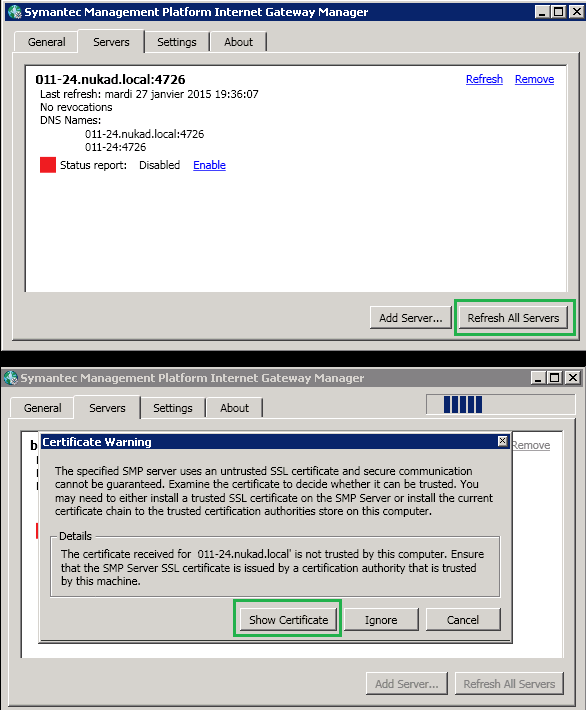 Symantec Management Platform Internet Gateway Manager
General Servers Settings About
011-24.nukad.local:4726 Refresh Remove
Last refresh: mardi 27 janvier 2015 19:36:07
No revocations
DNS Names:
011-24.nukad.local:4726
011-24:4726
Status report: Disabled Enable
Add Server... Refresh All Servers
Symantec Management Platform Internet Gateway Manager
General Servers Settings About
b Remove
Certificate Warning
The specified SMP server uses an untrusted SSL certificate and secure communication
cannot be guaranteed. Examine the certificate to decide whether it can be trusted. You
may need to either install a trusted SSL certificate on the SMP Server or install the current
certificate chain to the trusted certification authorities store on this computer.
Details
The certificate received for 011-24.nukad.local' is not trusted by this computer. Ensure
that the SMP Server SSL certificate is issued by a certification authority that is trusted
by this machine.
Show Certificate Ignore Cancel
Add Server... Refresh All Servers